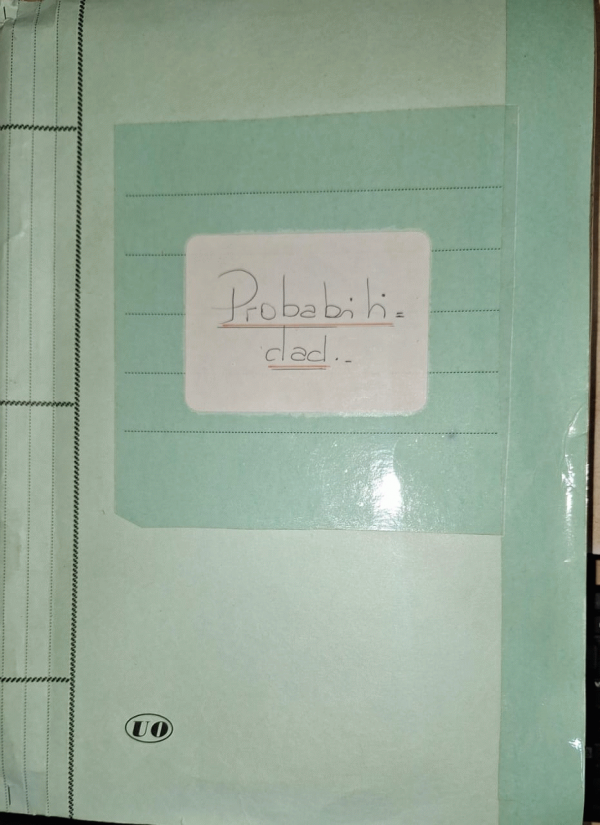 Probabili=
dad.-
UO